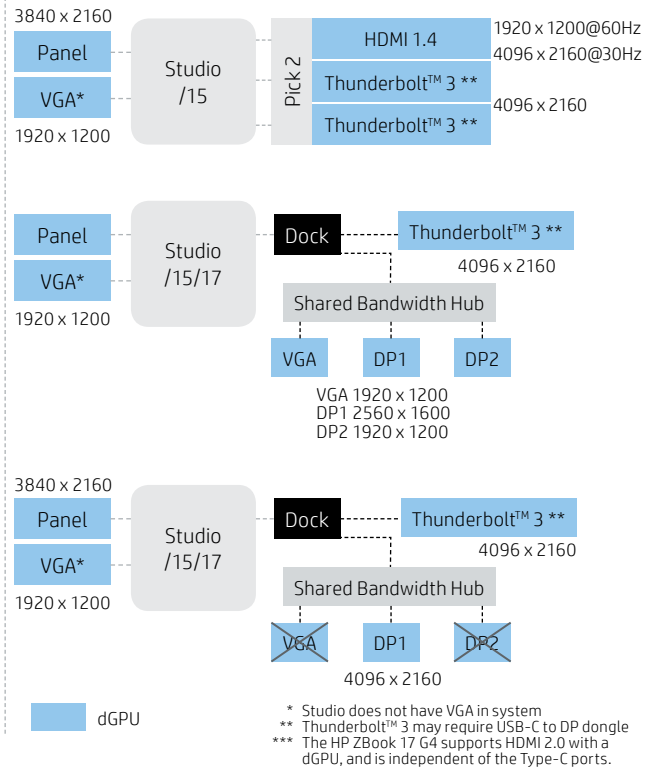 3840 x 2160
Panel
VGA*
1920 x 1200
Studio
/15
Pick 2
HDMI 1.4
Thunderbolt™ 3 **
Thunderbolt™ 3 **
1920 x 1200@60Hz
4096 x 2160@30Hz
4096 x 2160
Panel
VGA*
1920 x 1200
Studio
/15/17
Dock
Thunderbolt™ 3 **
4096 x 2160
Shared Bandwidth Hub
VGA
DP1
DP2
VGA 1920 x 1200
DP1 2560 x 1600
DP2 1920 x 1200
3840 x 2160
Panel
VGA*
1920 x 1200
Studio
/15/17
Dock
Thunderbolt™ 3 **
4096 x 2160
Shared Bandwidth Hub
VGA
DP1
DP2
4096 x 2160
dGPU
* Studio does not have VGA in system
** Thunderbolt™ 3 may require USB-C to DP dongle
*** The HP ZBook 17 G4 supports HDMI 2.0 with a
dGPU, and is independent of the Type-C ports.